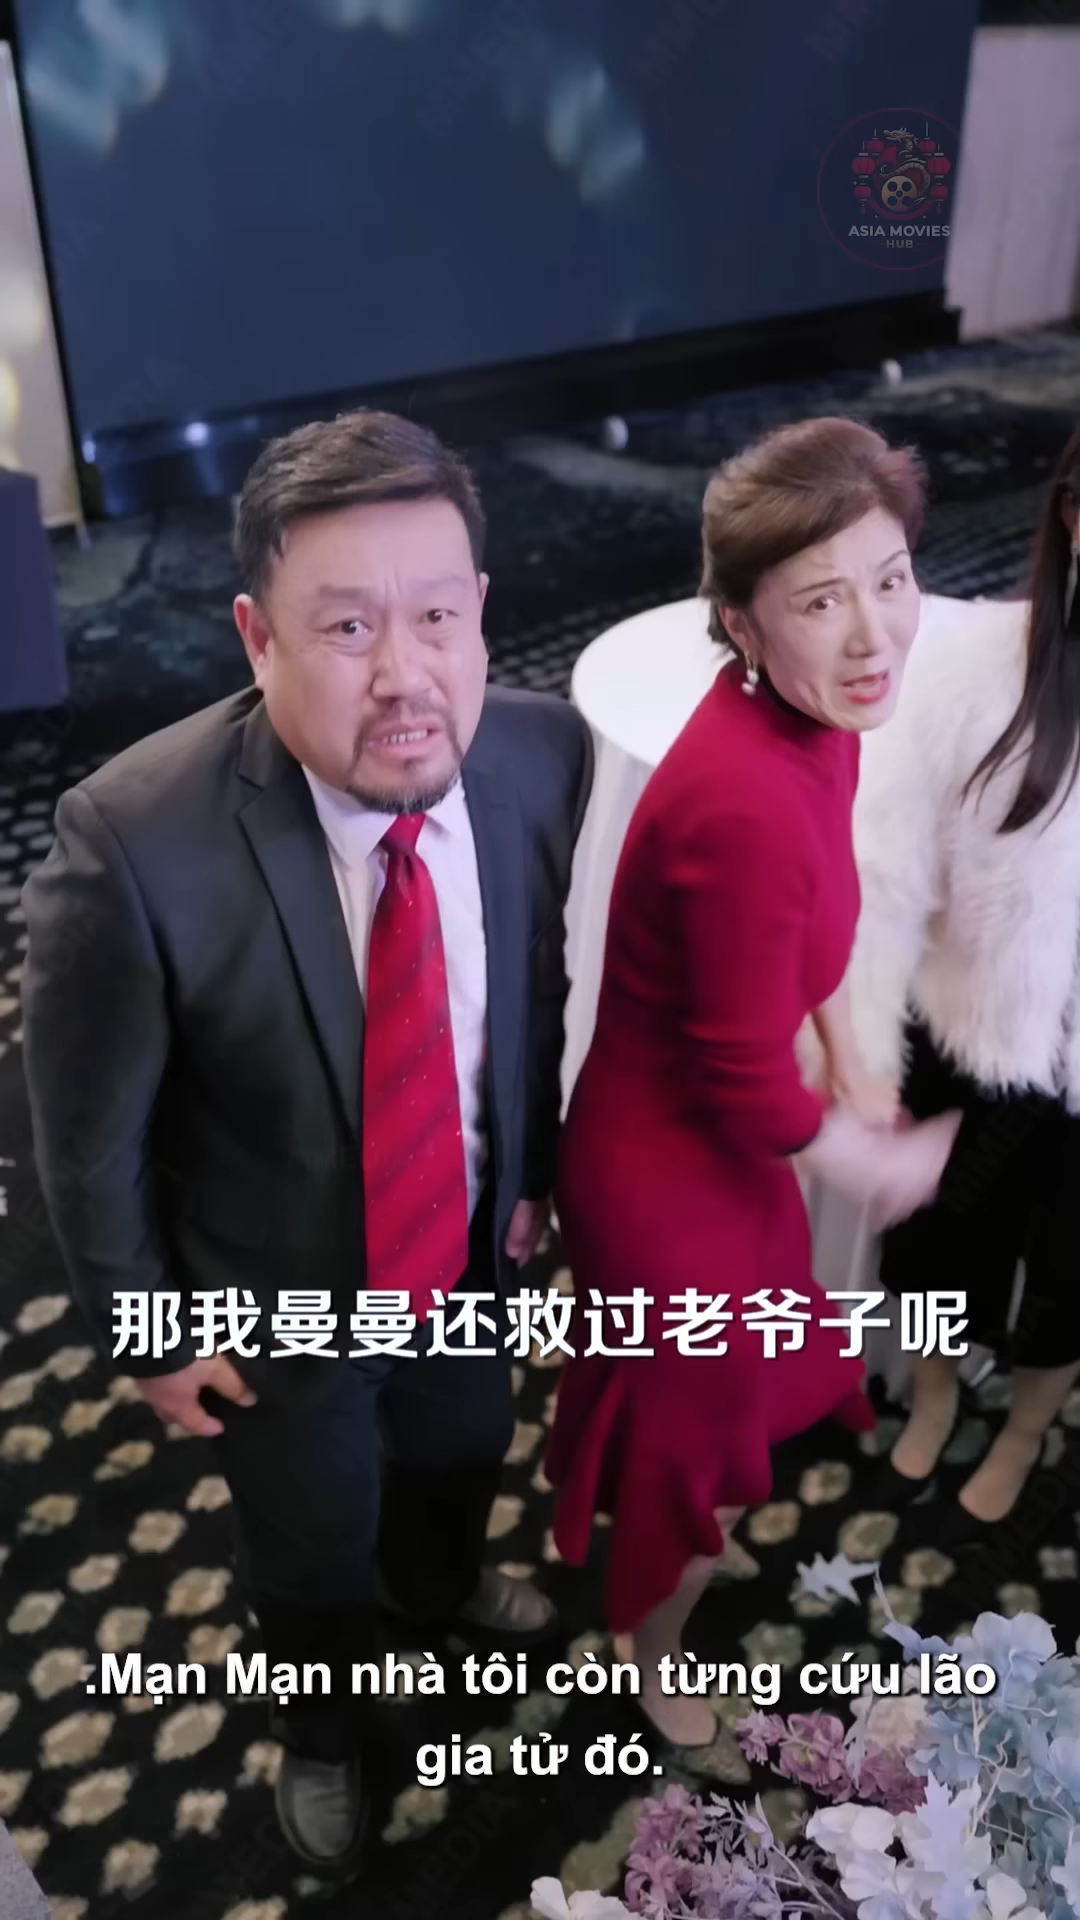 ASIA MOVIES
HUB
那我曼曼还救过老爷子呢
.Mạn Mạn nhà tôi còn từng cứu lão
gia tử đó.